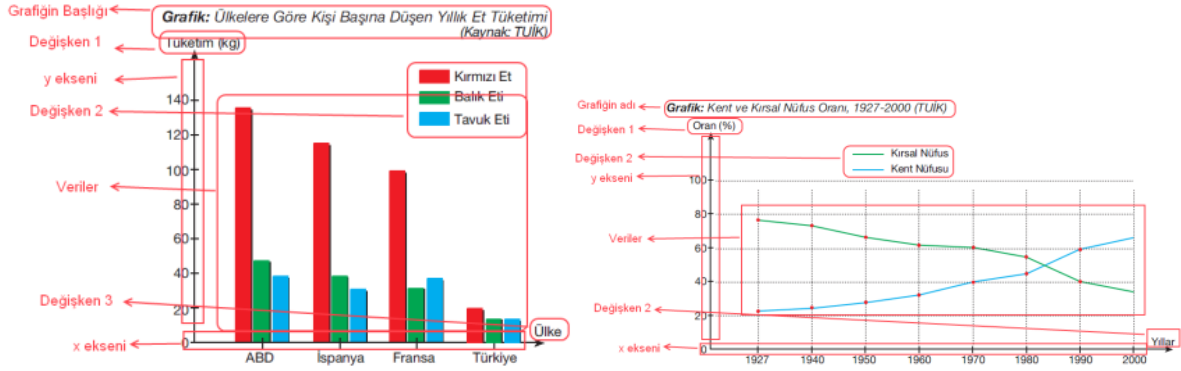 Grafiğin Başlığı
Grafik: Ülkelere Göre Kişi Başına Düşen Yıllık Et Tüketimi
(Kaynak: TUİK)
Değişken 1
Tüketim (kg)
y ekseni
Kırmızı Et
Balık Eti
Tavuk Eti
Değişken 2
140
120
100
80
60
40
20
0
Veriler
Değişken 3
Ülke
x ekseni
ABD
İspanya
Fransa
Türkiye
Grafiğin adı
Grafik: Kent ve Kırsal Nüfus Oranı, 1927-2000 (TUİK)
Değişken 1
Oran (%)
Değişken 2
Kırsal Nüfus
Kent Nüfusu
y ekseni
100
80
60
40
20
0
Veriler
Değişken 2
Yıllar
x ekseni
1927
1940
1950
1960
1970
1980
1990
2000